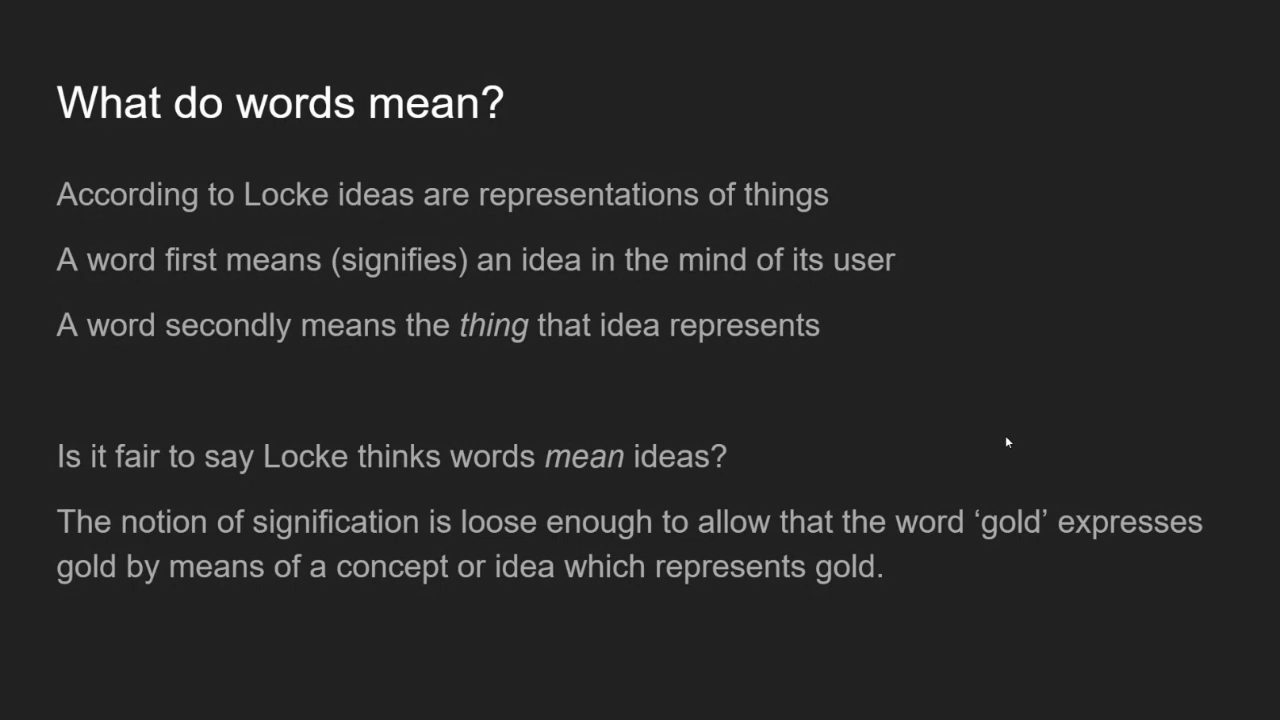 What do words mean?
According to Locke ideas are representations of things
A word first means (signifies) an idea in the mind of its user
A word secondly means the thing that idea represents
Is it fair to say Locke thinks words mean ideas?
The notion of signification is loose enough to allow that the word ‘gold’ expresses
gold by means of a concept or idea which represents gold.